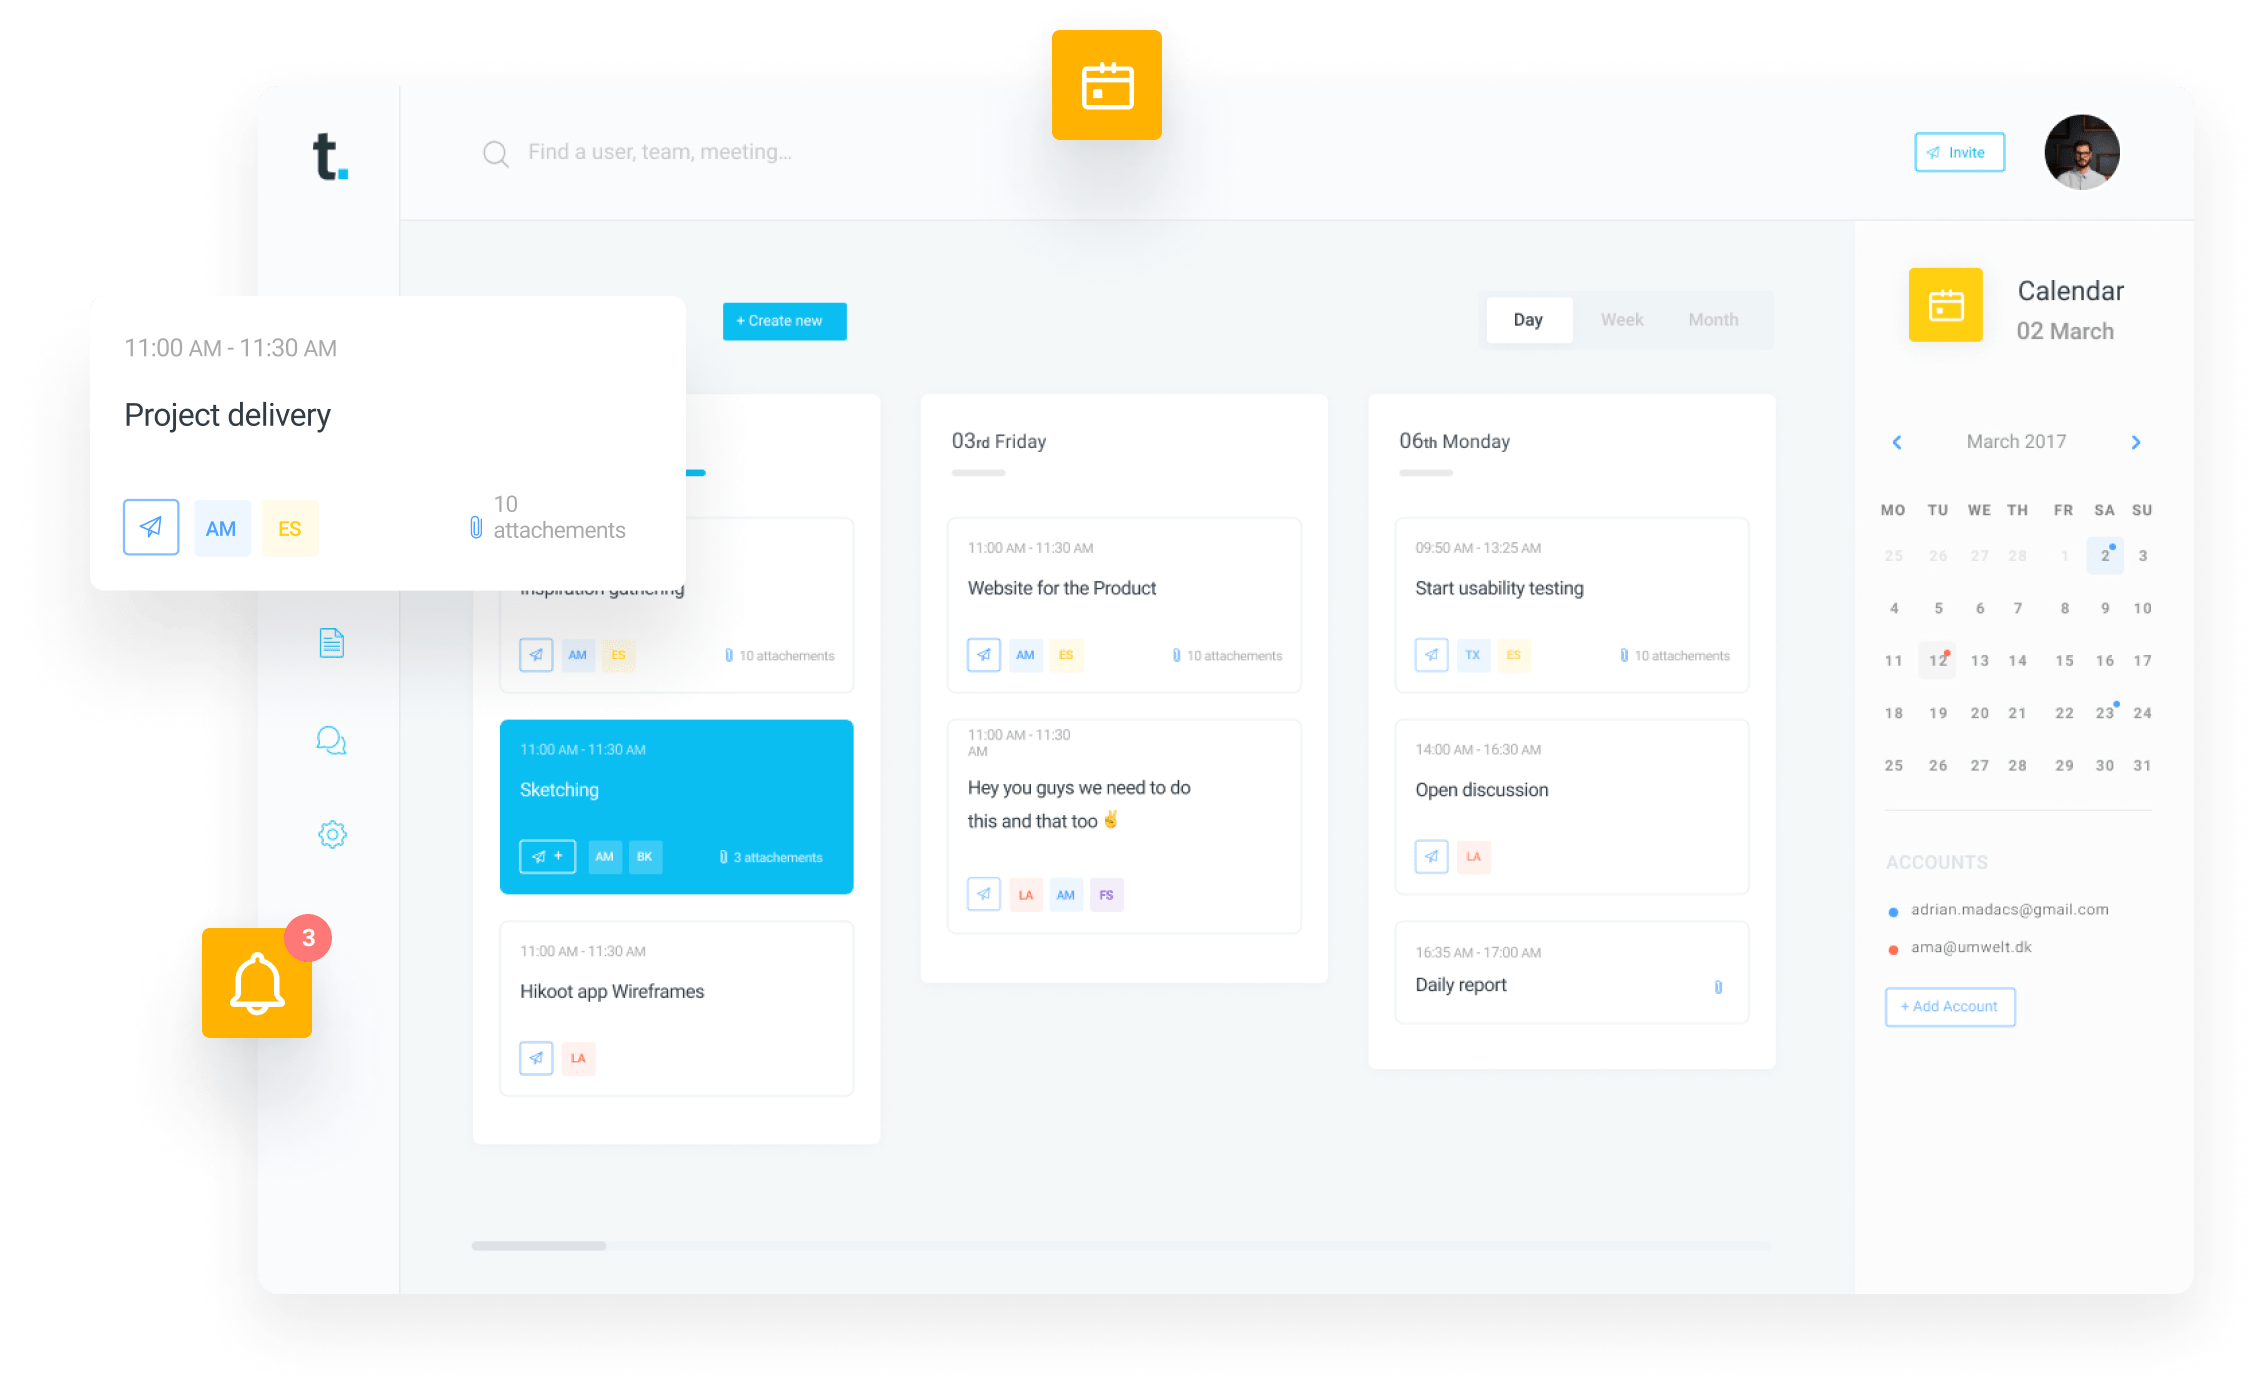 t.
Find a user, team, meeting...
Invite
11:00 AM - 11:30 AM
Project delivery
AM ES
10
attachements
+ Create new
Day Week Month
Inspiration gathering
AM ES 10 attachements
11:00 AM - 11:30 AM
Sketching
+ AM BK 3 attachements
11:00 AM - 11:30 AM
Hikoot app Wireframes
LA
3
03rd Friday
11:00 AM - 11:30 AM
Website for the Product
AM ES 10 attachements
11:00 AM - 11:30
AM
Hey you guys we need to do
this and that too ✌
LA AM FS
06th Monday
09:50 AM - 13:25 AM
Start usability testing
TX ES 10 attachements
14:00 AM - 16:30 AM
Open discussion
LA
16:35 AM - 17:00 AM
Daily report
Calendar
02 March
March 2017
MO TU WE TH FR SA SU
25 26 27 28 1 2 3
4 5 6 7 8 9 10
11 12 13 14 15 16 17
18 19 20 21 22 23 24
25 26 27 28 29 30 31
ACCOUNTS
adrian.madacs@gmail.com
ama@umwelt.dk
+ Add Account